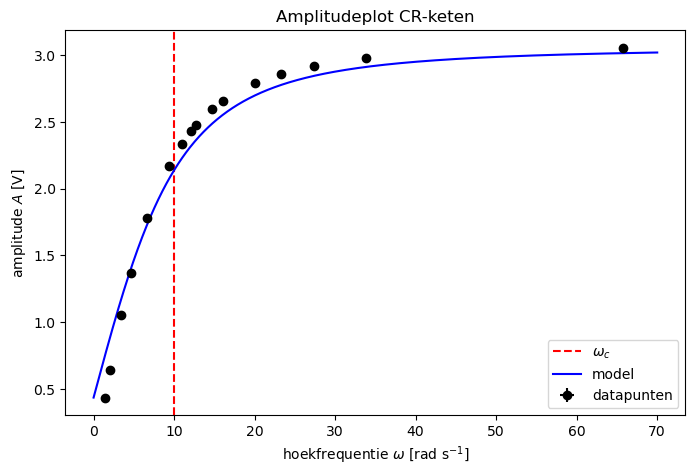 Amplitudeplot CR-keten
amplitude A [V]
3.0
2.5
2.0
1.5
1.0
0.5
0 10 20 30 40 50 60 70
hoekfrequentie ω [rad s⁻¹]
ω_c
model
datapunten